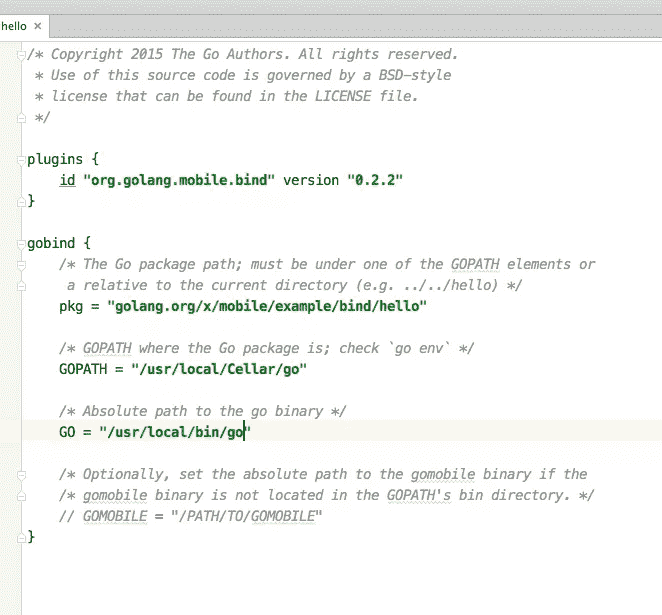 hello
/* Copyright 2015 The Go Authors. All rights reserved.
 * Use of this source code is governed by a BSD-style
 * license that can be found in the LICENSE file.
 */
plugins {
    id "org.golang.mobile.bind" version "0.2.2"
}
gobind {
    /* The Go package path; must be under one of the GOPATH elements or
     a relative to the current directory (e.g. ../../hello) */
    pkg = "golang.org/x/mobile/example/bind/hello"
    /* GOPATH where the Go package is; check `go env` */
    GOPATH = "/usr/local/Cellar/go"
    /* Absolute path to the go binary */
    GO = "/usr/local/bin/go"
    /* Optionally, set the absolute path to the gomobile binary if the
    /* gomobile binary is not located in the GOPATH's bin directory. */
    // GOMOBILE = "/PATH/TO/GOMOBILE"
}